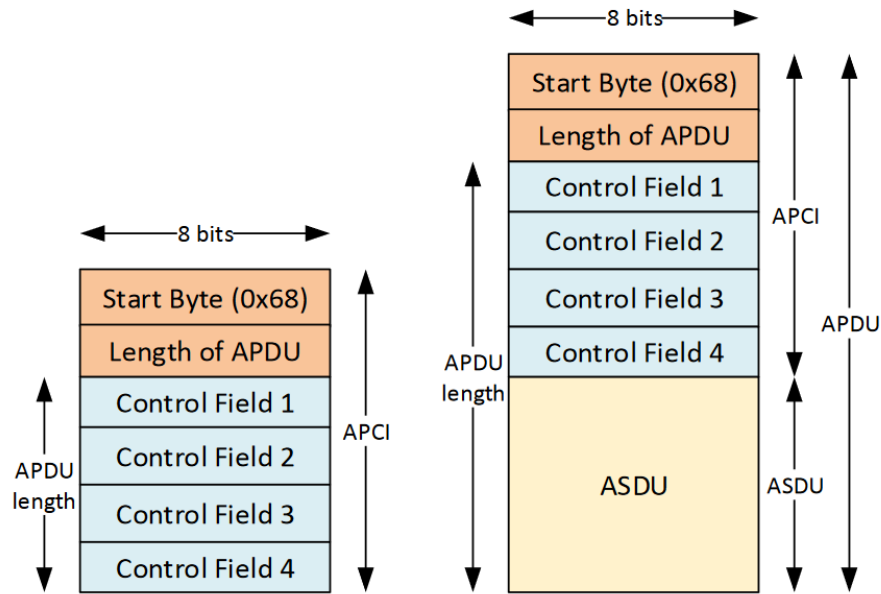 8 bits
Start Byte (0x68)
Length of APDU
Control Field 1
Control Field 2
Control Field 3
Control Field 4
APDU
length
APCI
8 bits
Start Byte (0x68)
Length of APDU
Control Field 1
Control Field 2
Control Field 3
Control Field 4
ASDU
APDU
length
APCI
ASDU
APDU